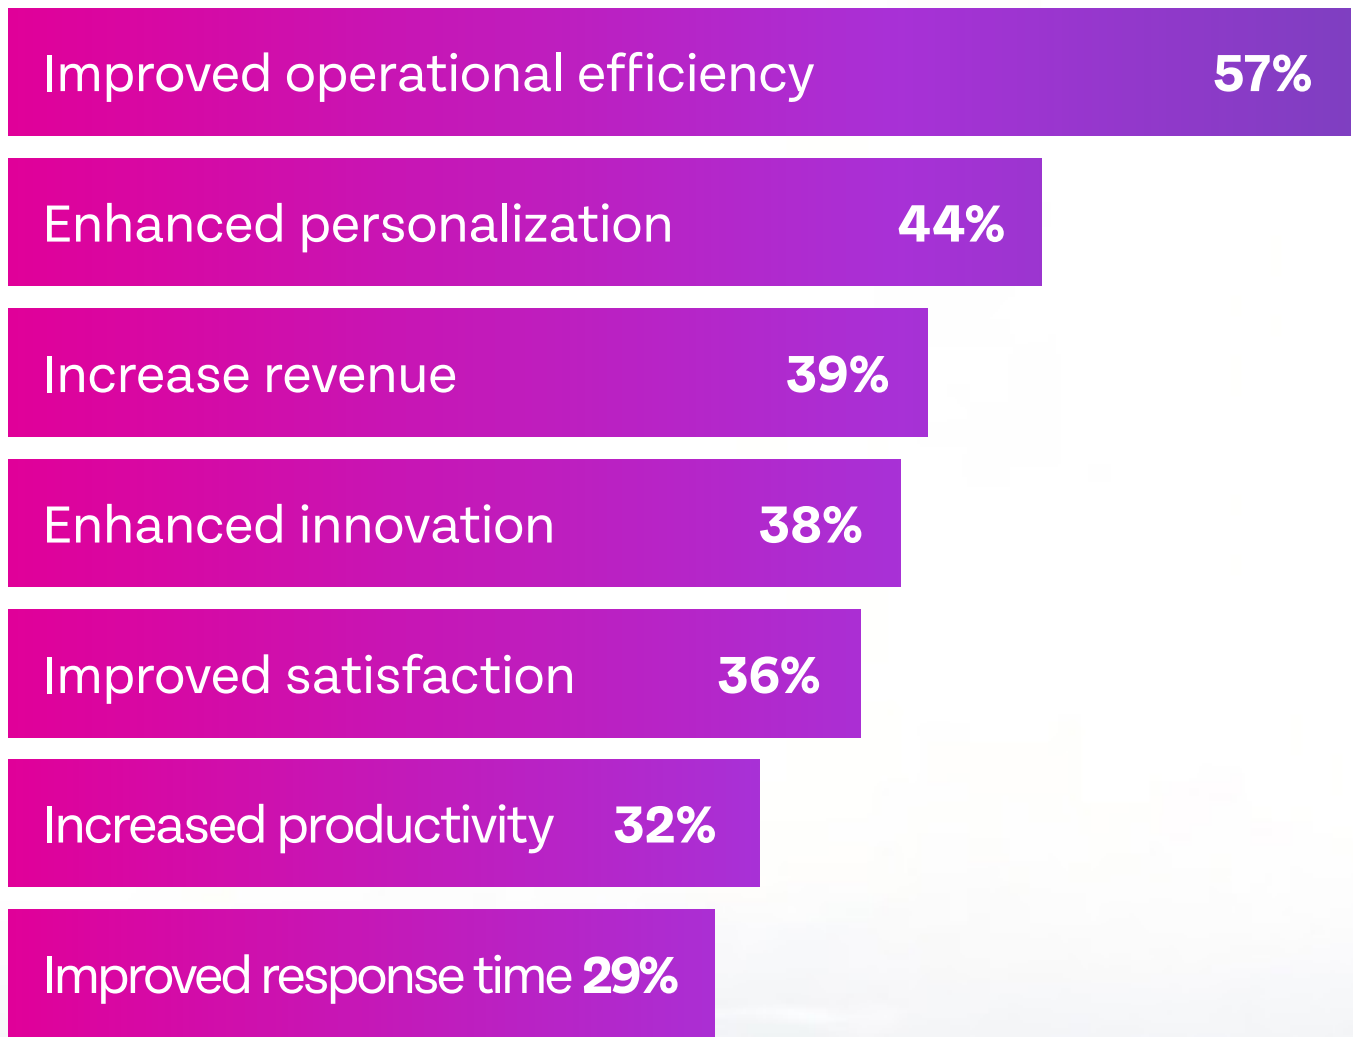 Improved operational efficiency 57%
Enhanced personalization 44%
Increase revenue 39%
Enhanced innovation 38%
Improved satisfaction 36%
Increased productivity 32%
Improved response time 29%